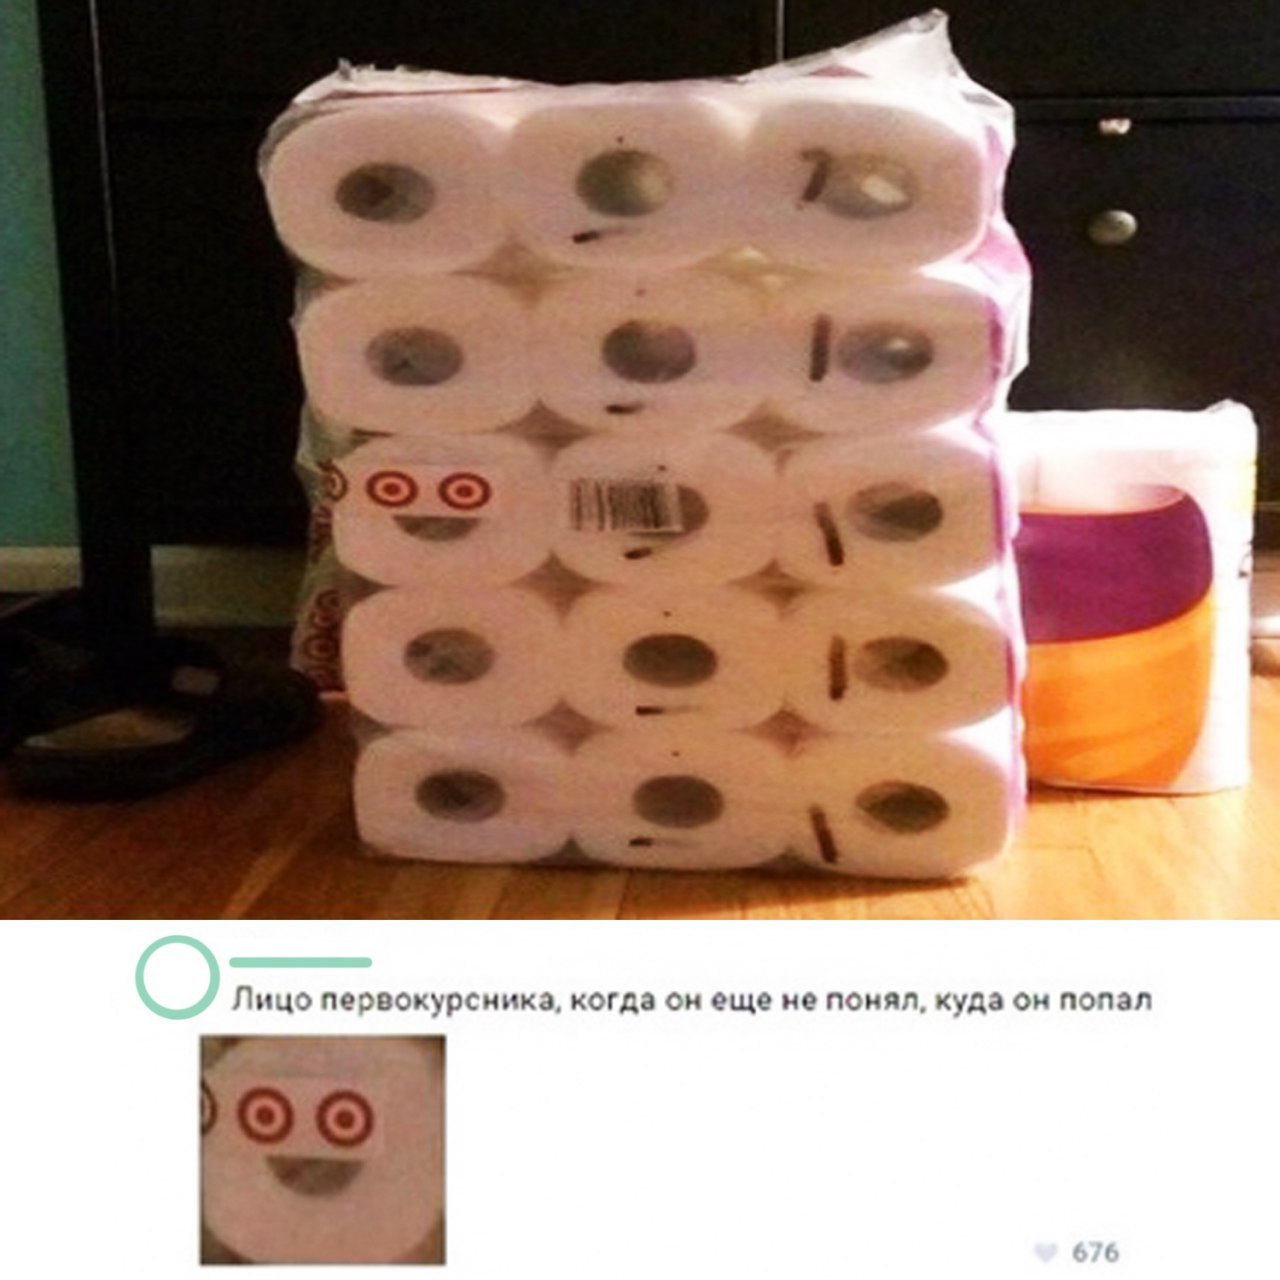 Лицо первокурсника, когда он еще не понял, куда он попал
676